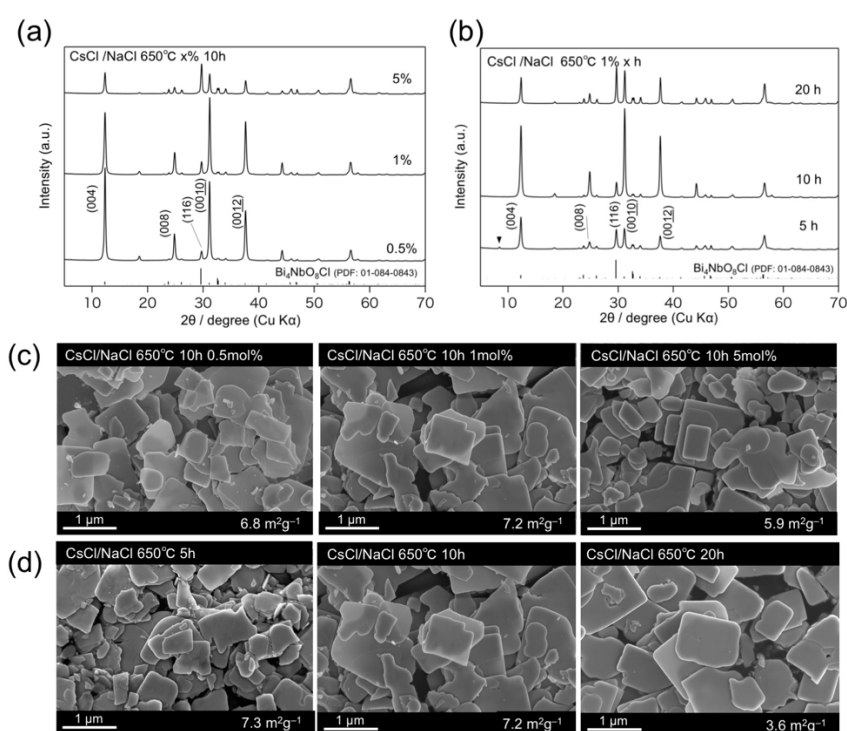 (a)
CsCl /NaCl 650℃ x% 10h
5%
1%
0.5%
(004)
(008)
(116)
(0010)
(0012)
Bi₄NbO₈Cl (PDF: 01-084-0843)
Intensity (a.u.)
10 20 30 40 50 60 70
2θ / degree (Cu Kα)
(b)
CsCl /NaCl 650℃ 1% x h
20 h
10 h
5 h
(004)
(008)
(116)
(0010)
(0012)
Bi₄NbO₈Cl (PDF: 01-084-0843)
Intensity (a.u.)
10 20 30 40 50 60 70
2θ / degree (Cu Kα)
(c)
CsCl/NaCl 650℃ 10h 0.5mol%
1 µm
6.8 m²g⁻¹
CsCl/NaCl 650℃ 10h 1mol%
1 µm
7.2 m²g⁻¹
CsCl/NaCl 650℃ 10h 5mol%
1 µm
5.9 m²g⁻¹
(d)
CsCl/NaCl 650℃ 5h
1 µm
7.3 m²g⁻¹
CsCl/NaCl 650℃ 10h
1 µm
7.2 m²g⁻¹
CsCl/NaCl 650℃ 20h
1 µm
3.6 m²g⁻¹